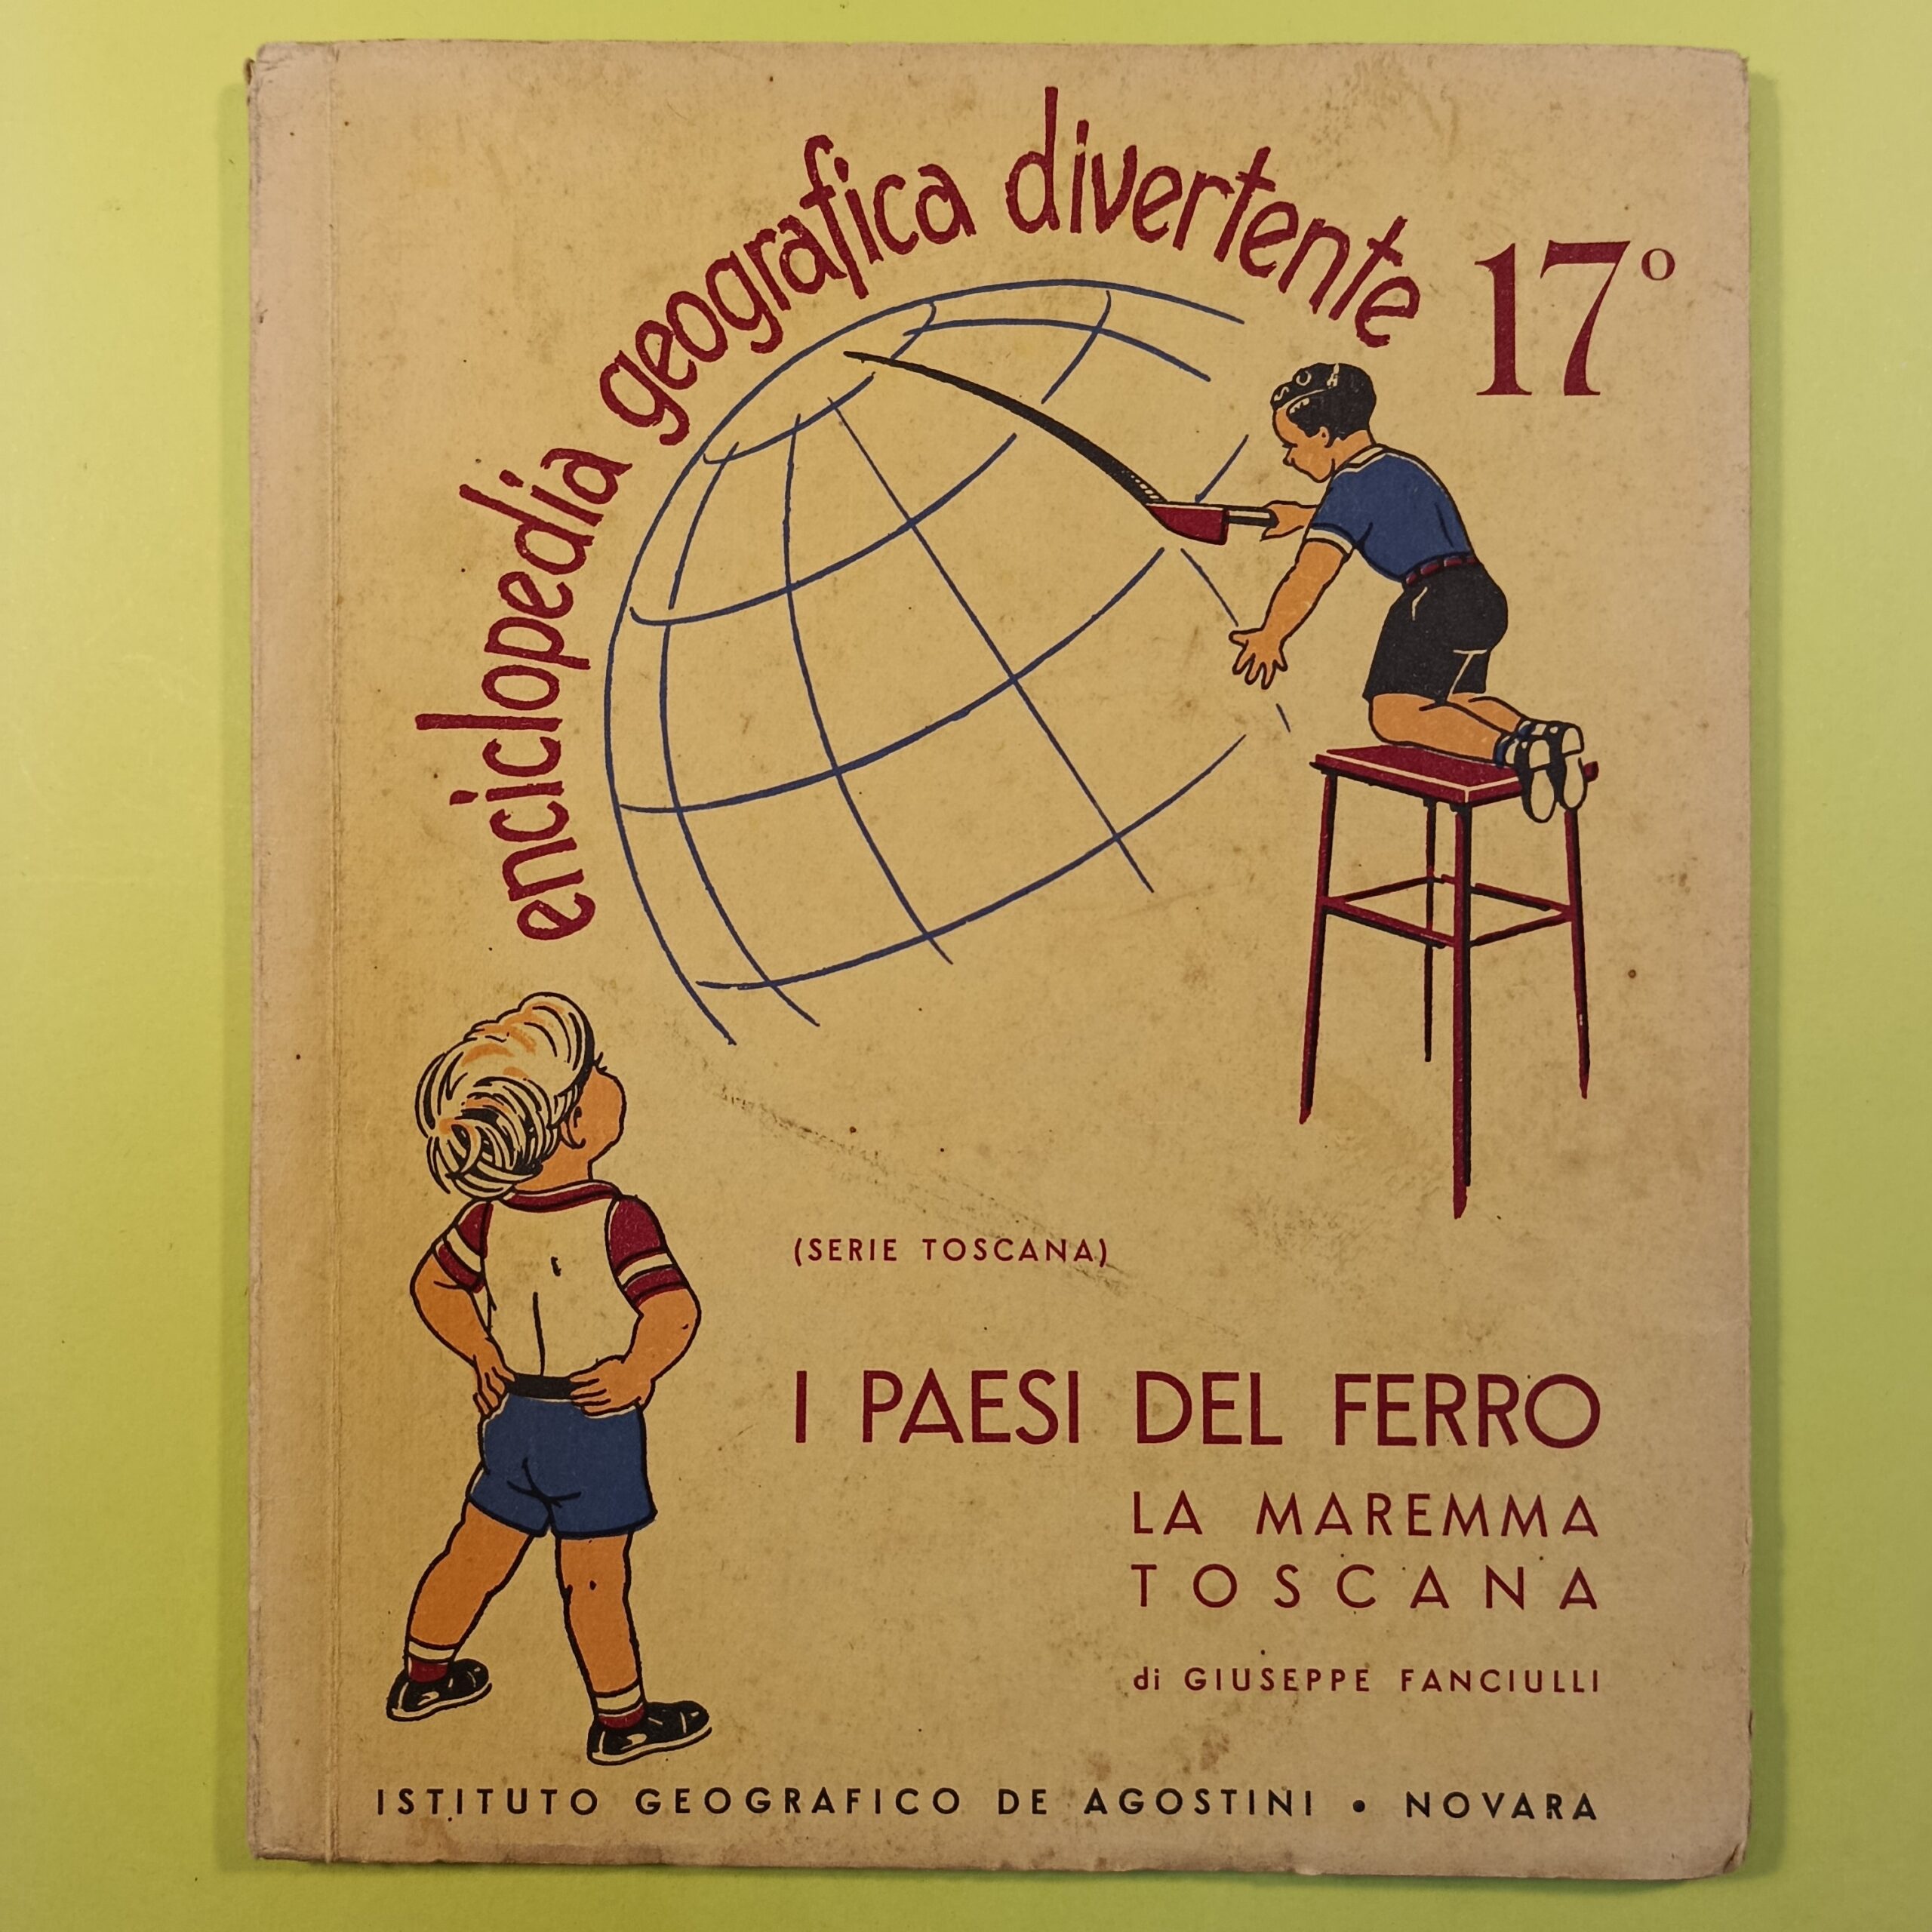 enciclopedia geografica divertente 17°
(SERIE TOSCANA)
I PAESI DEL FERRO
LA MAREMMA
TOSCANA
di GIUSEPPE FANCIULLI
ISTITUTO GEOGRAFICO DE AGOSTINI • NOVARA